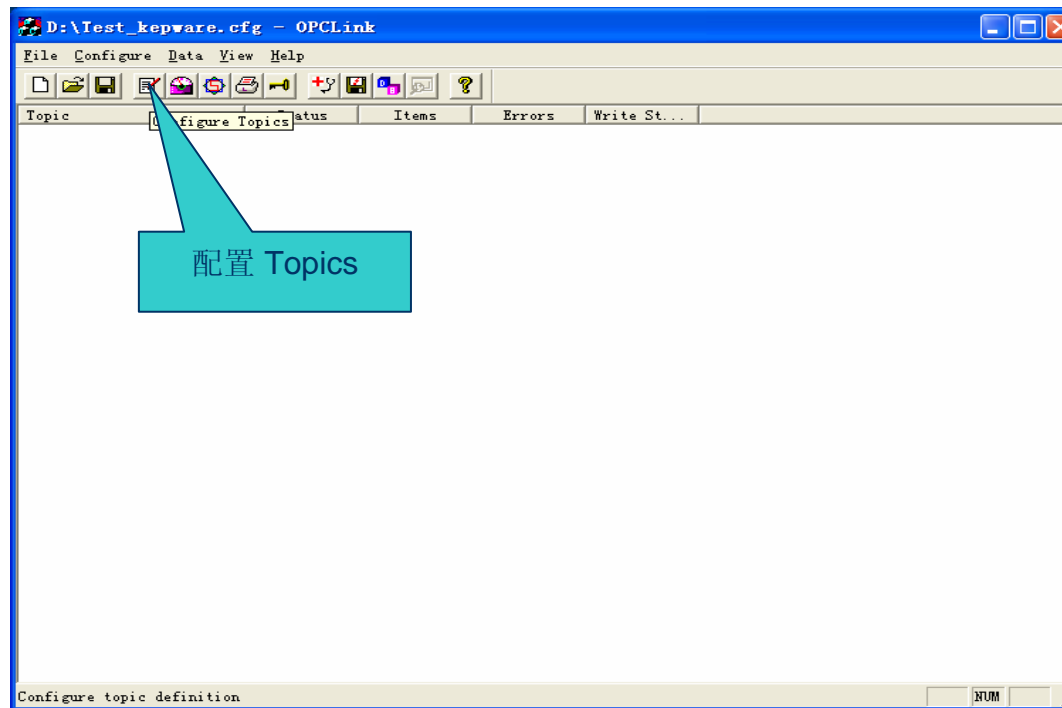 D:\Test_kepware.cfg - OPCLink
File Configure Data View Help
Topic Status Items Errors Write St...
Configure Topics
配置 Topics
Configure topic definition
NUM